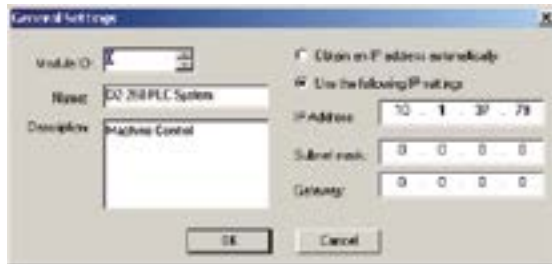 General Settings
Module ID:
Name: D2-260 PLC System
Description: Machine Control
Obtain an IP address automatically
Use the following IP settings
IP Address: 10 . 1 . 37 . 79
Subnet mask: 0 . 0 . 0 . 0
Gateway: 0 . 0 . 0 . 0
OK
Cancel